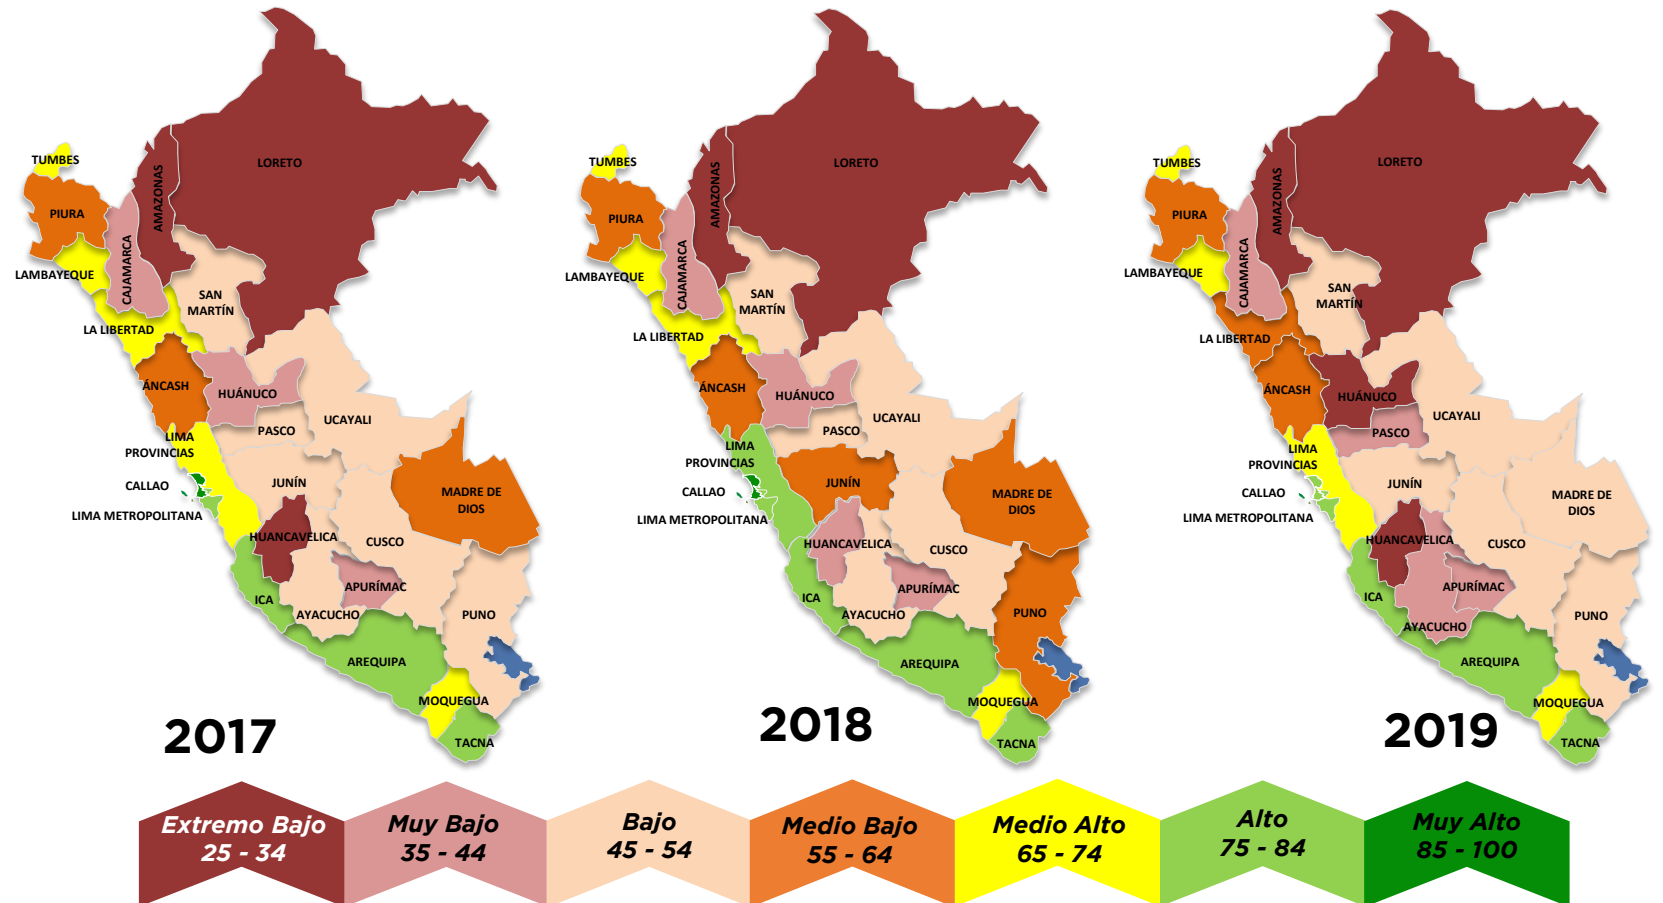 TUMBES
LORETO
AMAZONAS
PIURA
CAJAMARCA
LAMBAYEQUE
SAN
MARTÍN
LA LIBERTAD
ÁNCASH
HUÁNUCO
UCAYALI
PASCO
LIMA
PROVINCIAS
JUNÍN
CALLAO
MADRE DE
DIOS
LIMA METROPOLITANA
HUANCAVELICA
CUSCO
APURÍMAC
ICA
AYACUCHO
PUNO
AREQUIPA
MOQUEGUA
TACNA
2017
TUMBES
LORETO
AMAZONAS
PIURA
CAJAMARCA
LAMBAYEQUE
SAN
MARTÍN
LA LIBERTAD
ÁNCASH
HUÁNUCO
UCAYALI
PASCO
LIMA
PROVINCIAS
JUNÍN
CALLAO
MADRE DE
DIOS
LIMA METROPOLITANA
HUANCAVELICA
CUSCO
APURÍMAC
ICA
AYACUCHO
PUNO
AREQUIPA
MOQUEGUA
TACNA
2018
TUMBES
LORETO
AMAZONAS
PIURA
CAJAMARCA
LAMBAYEQUE
SAN
MARTÍN
LA LIBERTAD
ÁNCASH
HUÁNUCO
UCAYALI
PASCO
LIMA
PROVINCIAS
JUNÍN
CALLAO
MADRE DE
DIOS
LIMA METROPOLITANA
HUANCAVELICA
CUSCO
APURÍMAC
ICA
AYACUCHO
PUNO
AREQUIPA
MOQUEGUA
TACNA
2019
Extremo Bajo
25 - 34
Muy Bajo
35 - 44
Bajo
45 - 54
Medio Bajo
55 - 64
Medio Alto
65 - 74
Alto
75 - 84
Muy Alto
85 - 100